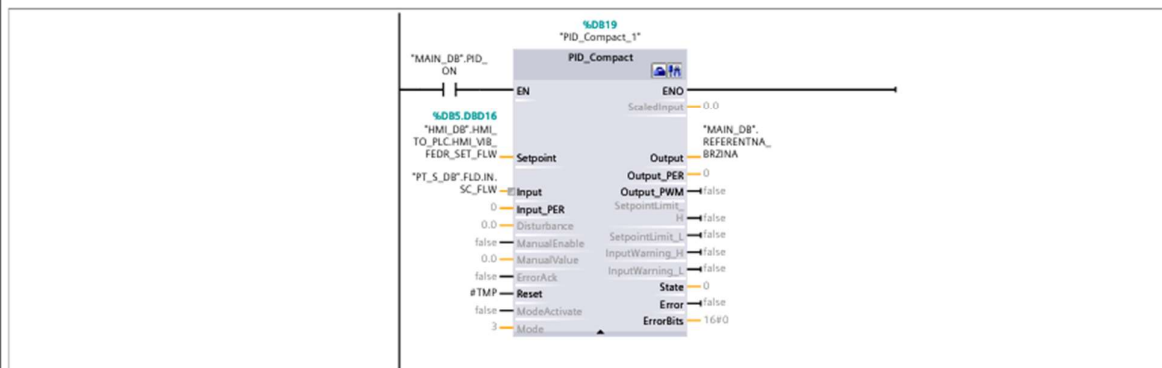 %DB19
"PID_Compact_1"
"MAIN_DB".PID_
ON
PID_Compact
EN
ENO
ScaledInput
0.0
%DB5.DBD16
"HMI_DB".HMI_
TO_PLC.HMI_VIB_
FEDR_SET_FLW
Setpoint
"MAIN_DB".
REFERENTNA_
BRZINA
Output
Output_PER
0
"PT_S_DB".FLD.IN.
SC_FLW
Input
Output_PWM
false
0
Input_PER
SetpointLimit_
H
false
0.0
Disturbance
SetpointLimit_L
false
false
ManualEnable
InputWarning_H
false
0.0
ManualValue
InputWarning_L
false
false
ErrorAck
State
0
#TMP
Reset
Error
false
false
ModeActivate
ErrorBits
16#0
3
Mode